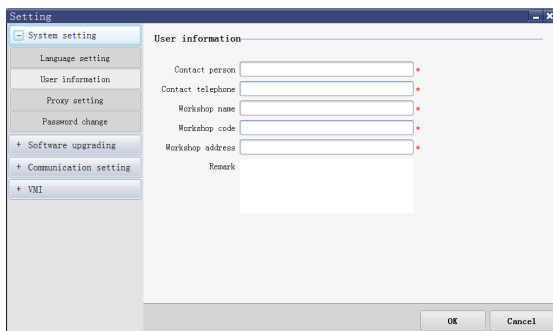 Setting
System setting
Language setting
User information
Proxy setting
Password change
+ Software upgrading
+ Communication setting
+ VMI
User information
Contact person *
Contact telephone *
Workshop name *
Workshop code *
Workshop address *
Remark
OK Cancel